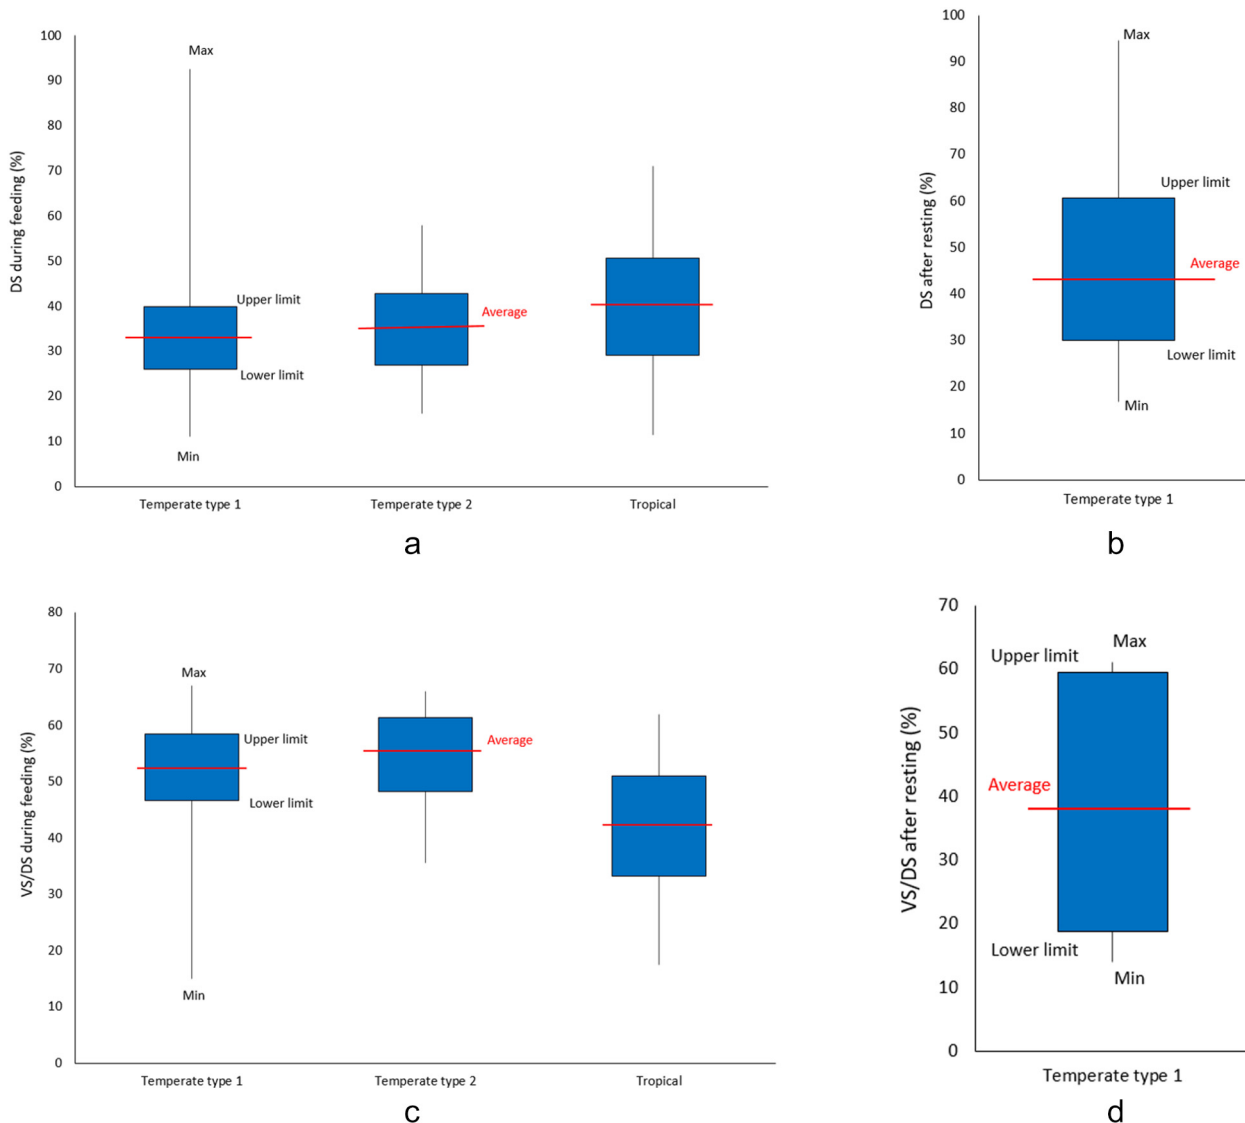 100
90
80
70
60
50
40
30
20
10
0
DS during feeding (%)
Max
Upper limit
Lower limit
Min
Average
Temperate type 1
Temperate type 2
Tropical
a
100
90
80
70
60
50
40
30
20
10
0
DS after resting (%)
Max
Upper limit
Average
Lower limit
Min
Temperate type 1
b
80
70
60
50
40
30
20
10
0
VS/DS during feeding (%)
Max
Upper limit
Lower limit
Min
Average
Temperate type 1
Temperate type 2
Tropical
c
70
60
50
40
30
20
10
0
VS/DS after resting (%)
Max
Upper limit
Average
Lower limit
Min
Temperate type 1
d